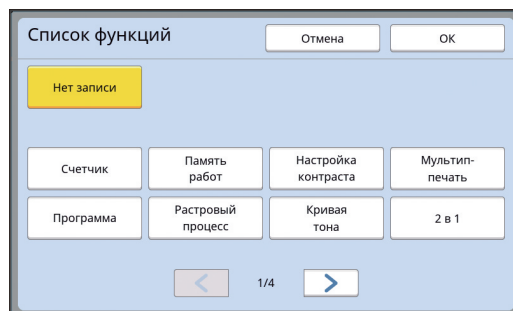 Список функций
Отмена
ОК
Нет записи
Счетчик
Память
работ
Настройка
контраста
Мультип-
печать
Программа
Растровый
процесс
Кривая
тона
2 в 1
1/4